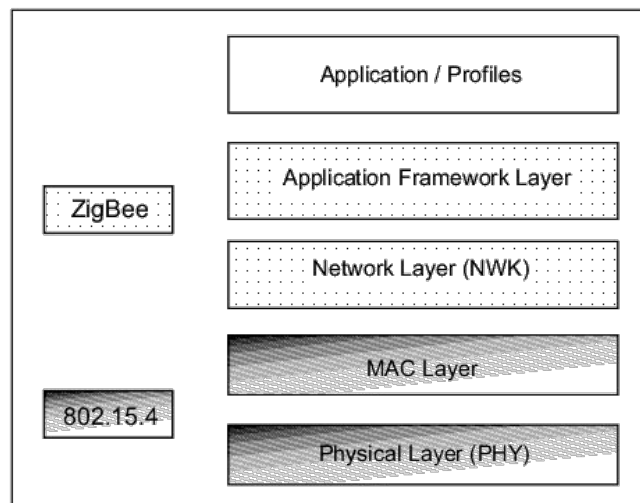 Application / Profiles
Application Framework Layer
ZigBee
Network Layer (NWK)
MAC Layer
802.15.4
Physical Layer (PHY)